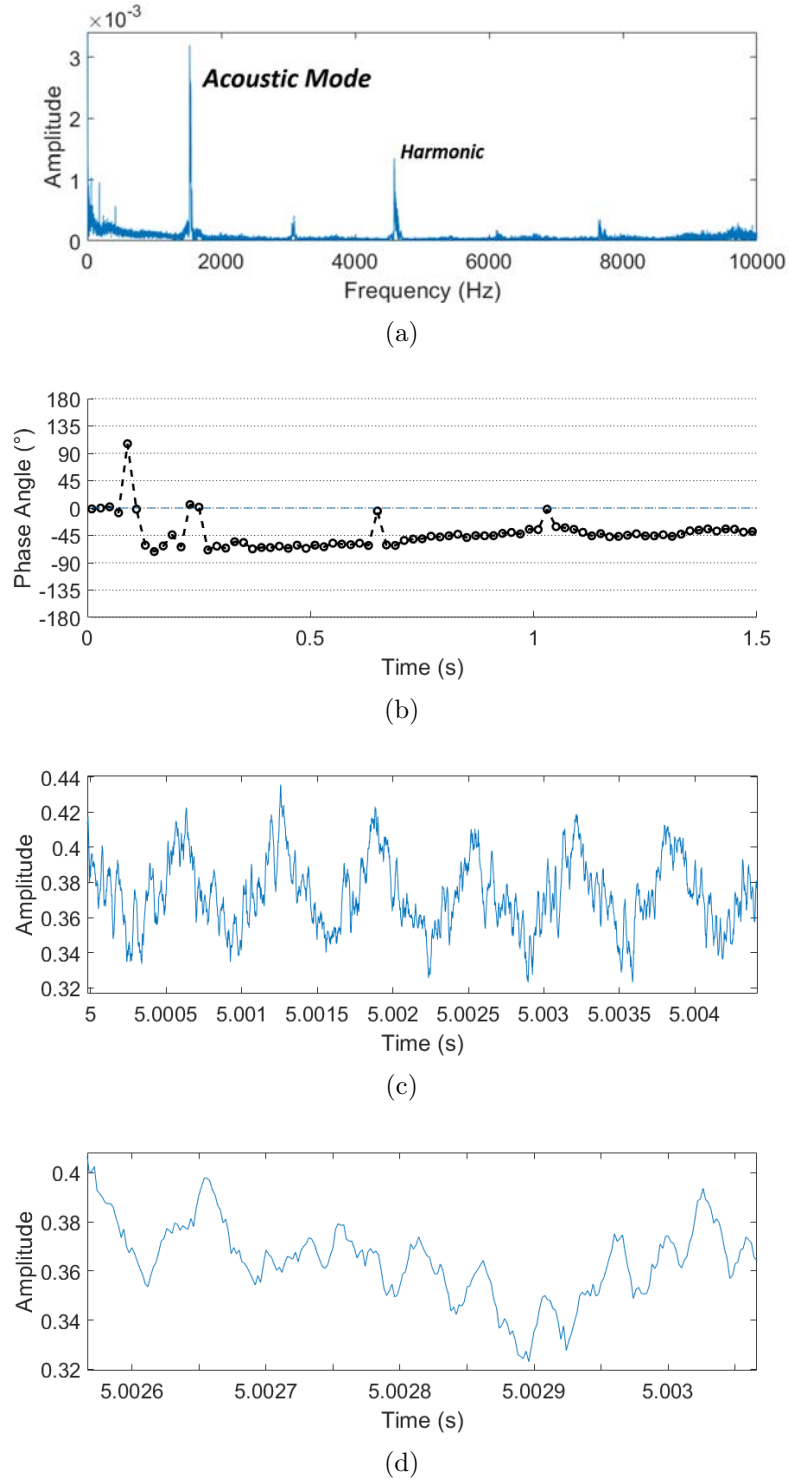 ×10⁻³
3
2
1
0
Amplitude
Acoustic Mode
Harmonic
0 2000 4000 6000 8000 10000
Frequency (Hz)
(a)
180
135
90
45
0
-45
-90
-135
-180
Phase Angle (°)
0 0.5 1 1.5
Time (s)
(b)
0.44
0.42
0.4
0.38
0.36
0.34
0.32
Amplitude
5 5.0005 5.001 5.0015 5.002 5.0025 5.003 5.0035 5.004
Time (s)
(c)
0.4
0.38
0.36
0.34
0.32
Amplitude
5.0026 5.0027 5.0028 5.0029 5.003
Time (s)
(d)